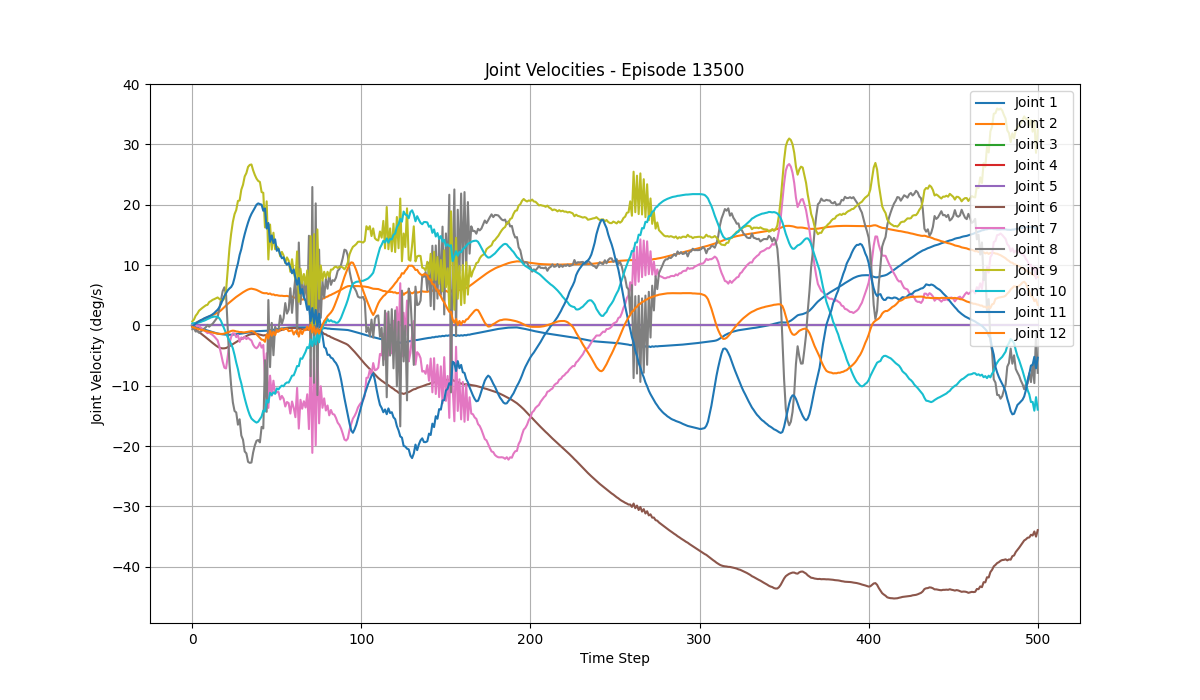 Joint Velocities - Episode 13500
Joint Velocity (deg/s)
40
30
20
10
0
−10
−20
−30
−40
0
100
200
300
400
500
Time Step
Joint 1
Joint 2
Joint 3
Joint 4
Joint 5
Joint 6
Joint 7
Joint 8
Joint 9
Joint 10
Joint 11
Joint 12